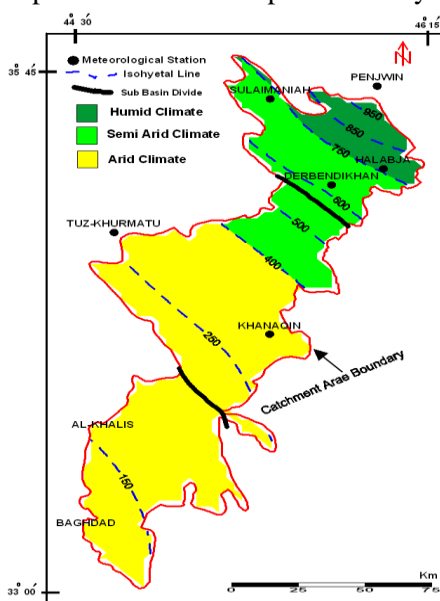 44° 30
46° 15
35° 45
Meteorological Station
Isohyetal Line
Sub Basin Divide
Humid Climate
Semi Arid Climate
Arid Climate
N
PENJWIN
SULAIMANIAH
950
850
750
HALABJA
DERBENDIKHAN
600
500
400
TUZ-KHURMATU
KHANAQIN
250
Catchment Arae Boundary
AL-KHALIS
150
BAGHDAD
33° 00
Km
0 25 50 75